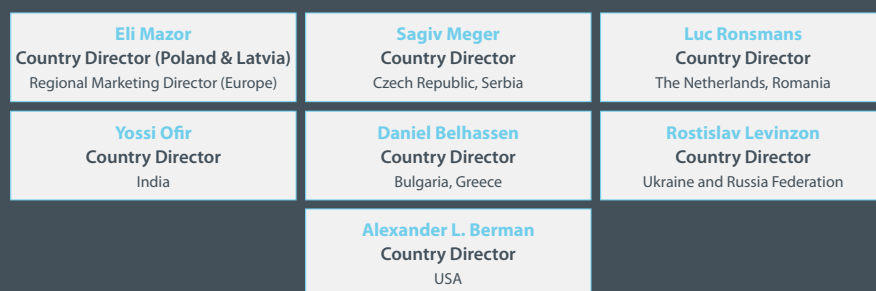 Eli Mazor
Country Director (Poland & Latvia)
Regional Marketing Director (Europe)
Sagiv Meger
Country Director
Czech Republic, Serbia
Luc Ronsmans
Country Director
The Netherlands, Romania
Yossi Ofir
Country Director
India
Daniel Belhassen
Country Director
Bulgaria, Greece
Rostislav Levinzon
Country Director
Ukraine and Russia Federation
Alexander L. Berman
Country Director
USA